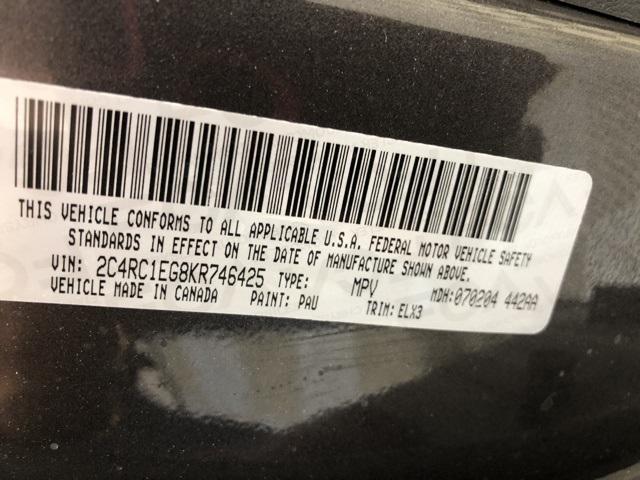 THIS VEHICLE CONFORMS TO ALL APPLICABLE U.S.A. FEDERAL MOTOR VEHICLE SAFETY
STANDARDS IN EFFECT ON THE DATE OF MANUFACTURE SHOWN ABOVE.
VIN: 2C4RC1EG8KR746425 TYPE: MPV MDH:070204 442AA
VEHICLE MADE IN CANADA PAINT: PAU TRIM: ELX3